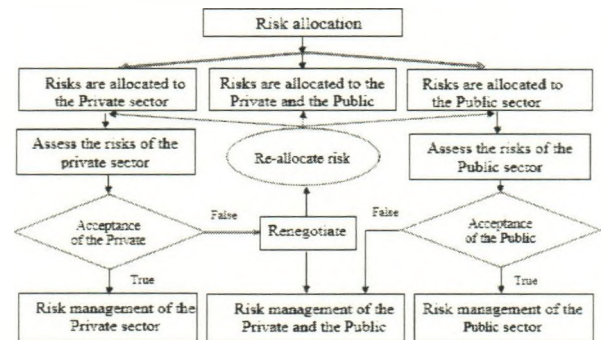 Risk allocation
Risks are allocated to
the Private sector
Risks are allocated to the
Private and the Public
Risks are allocated to
the Public sector
Assess the risks of the
private sector
Re-allocate risk
Assess the risks of the
Public sector
Acceptance
of the Private
False
Renegotiate
False
Acceptance
of the Public
True
True
Risk management of the
Private sector
Risk management of the
Private and the Public
Risk management of the
Public sector